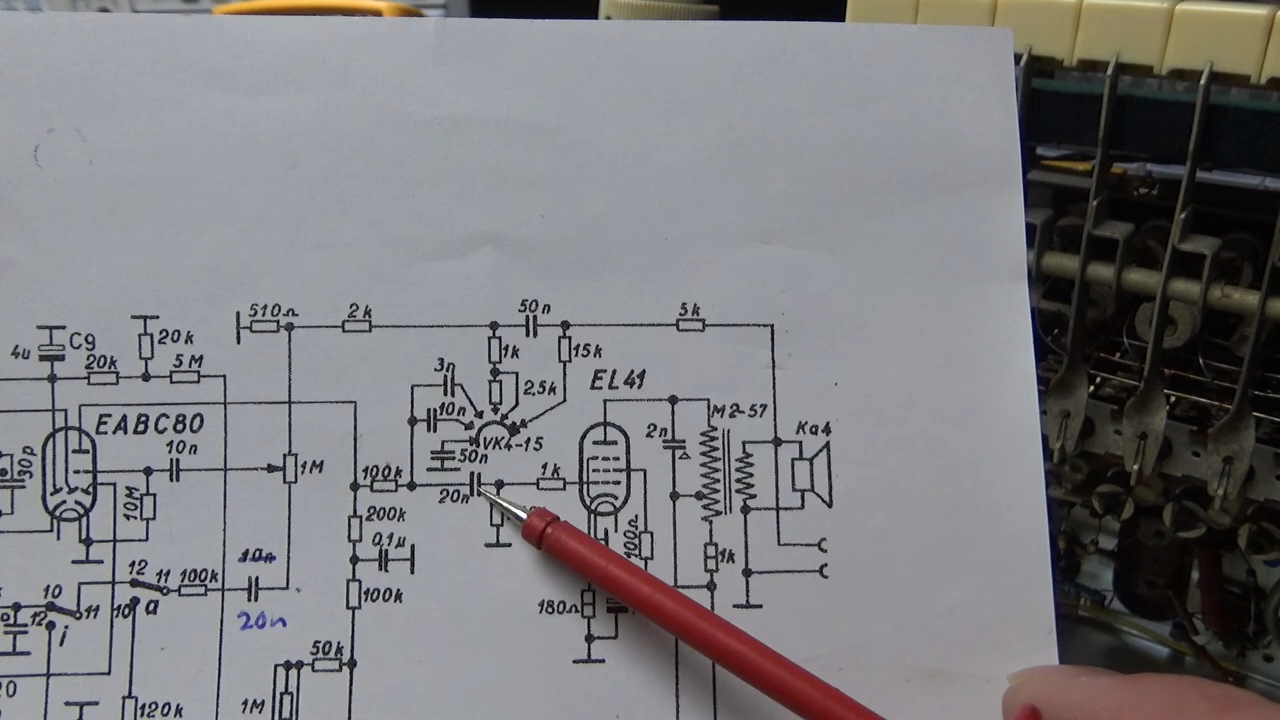 510Ω
2k
50n
5k
4u
C9
20k
20k
5M
1k
15k
3n
2,5k
EL41
EABC80
10n
M2-57
Ka4
10n
VK4-15
2n
30p
50n
1M
100k
20n
1k
10M
200k
100Ω
0,1µ
1k
12
11
100k
10n
100k
10
11
10
a
180Ω
12
20n
i
50k
20
1M
120k